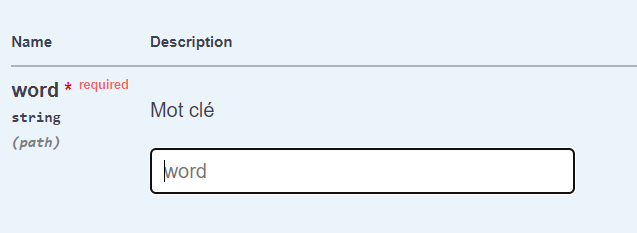 Name Description
word * required
string
(path)
Mot clé
word